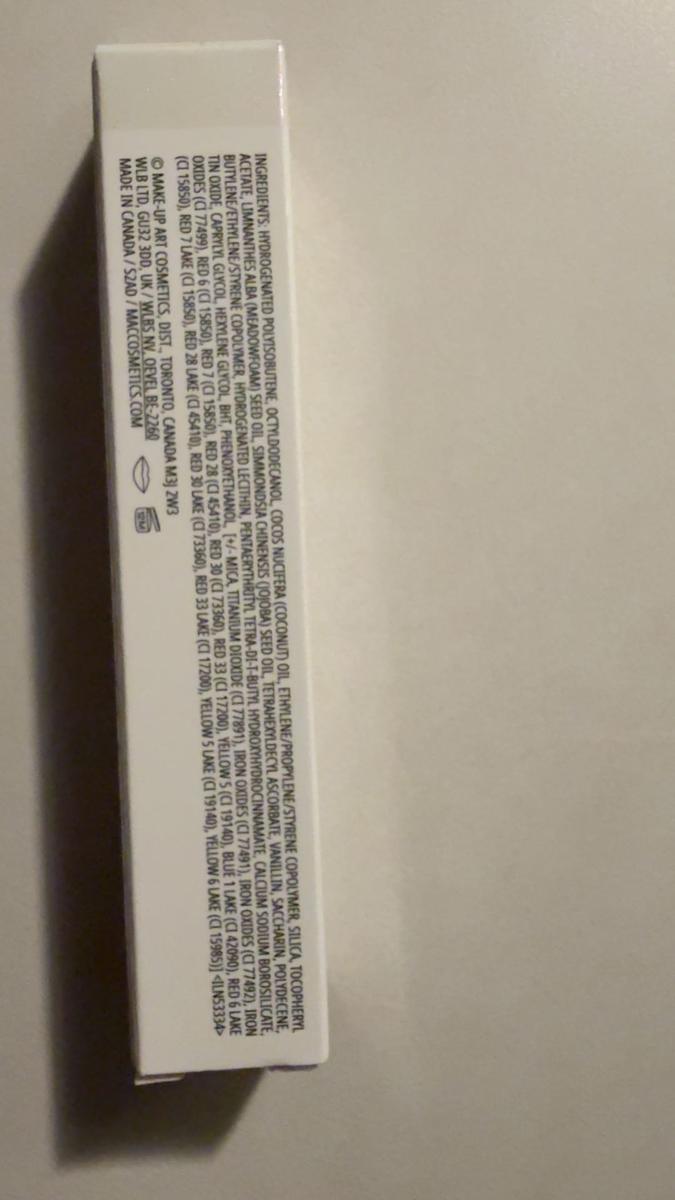 INGREDIENTS: HYDROGENATED POLYISOBUTENE, OCTYLDODECANOL, COCOS NUCIFERA (COCONUT) OIL, ETHYLENE/PROPYLENE/STYRENE COPOLYMER, SILICA, TOCOPHERYL
ACETATE, LIMNANTHES ALBA (MEADOWFOAM) SEED OIL, SIMMONDSIA CHINENSIS (JOJOBA) SEED OIL, TETRAHEXYLDECYL ASCORBATE, VANILLIN, SACCHARIN, POLYDECENE,
BUTYLENE/ETHYLENE/STYRENE COPOLYMER, HYDROGENATED LECITHIN, PENTAERYTHRITYL TETRA-DI-T-BUTYL HYDROXYHYDROCINNAMATE, CALCIUM SODIUM BOROSILICATE,
TIN OXIDE, CAPRYLYL GLYCOL, HEXYLENE GLYCOL, BHT, PHENOXYETHANOL, [+/- MICA, TITANIUM DIOXIDE (CI 77891), IRON OXIDES (CI 77491), IRON OXIDES (CI 77492), IRON
OXIDES (CI 77499), RED 6 (CI 15850), RED 7 (CI 15850), RED 28 (CI 45410), RED 30 (CI 73360), RED 33 (CI 17200), YELLOW 5 (CI 19140), BLUE 1 LAKE (CI 42090), RED 6 LAKE
(CI 15850), RED 7 LAKE (CI 15850), RED 28 LAKE (CI 45410), RED 30 LAKE (CI 73360), RED 33 LAKE (CI 17200), YELLOW 5 LAKE (CI 19140), YELLOW 6 LAKE (CI 15985)] <ILN53334>
© MAKE-UP ART COSMETICS, DIST., TORONTO, CANADA M3J 2W3
WLB LTD, GU32 3DD, UK / WLBS NV, OEVEL BE-2260
MADE IN CANADA / S2AD / MACCOSMETICS.COM
12M